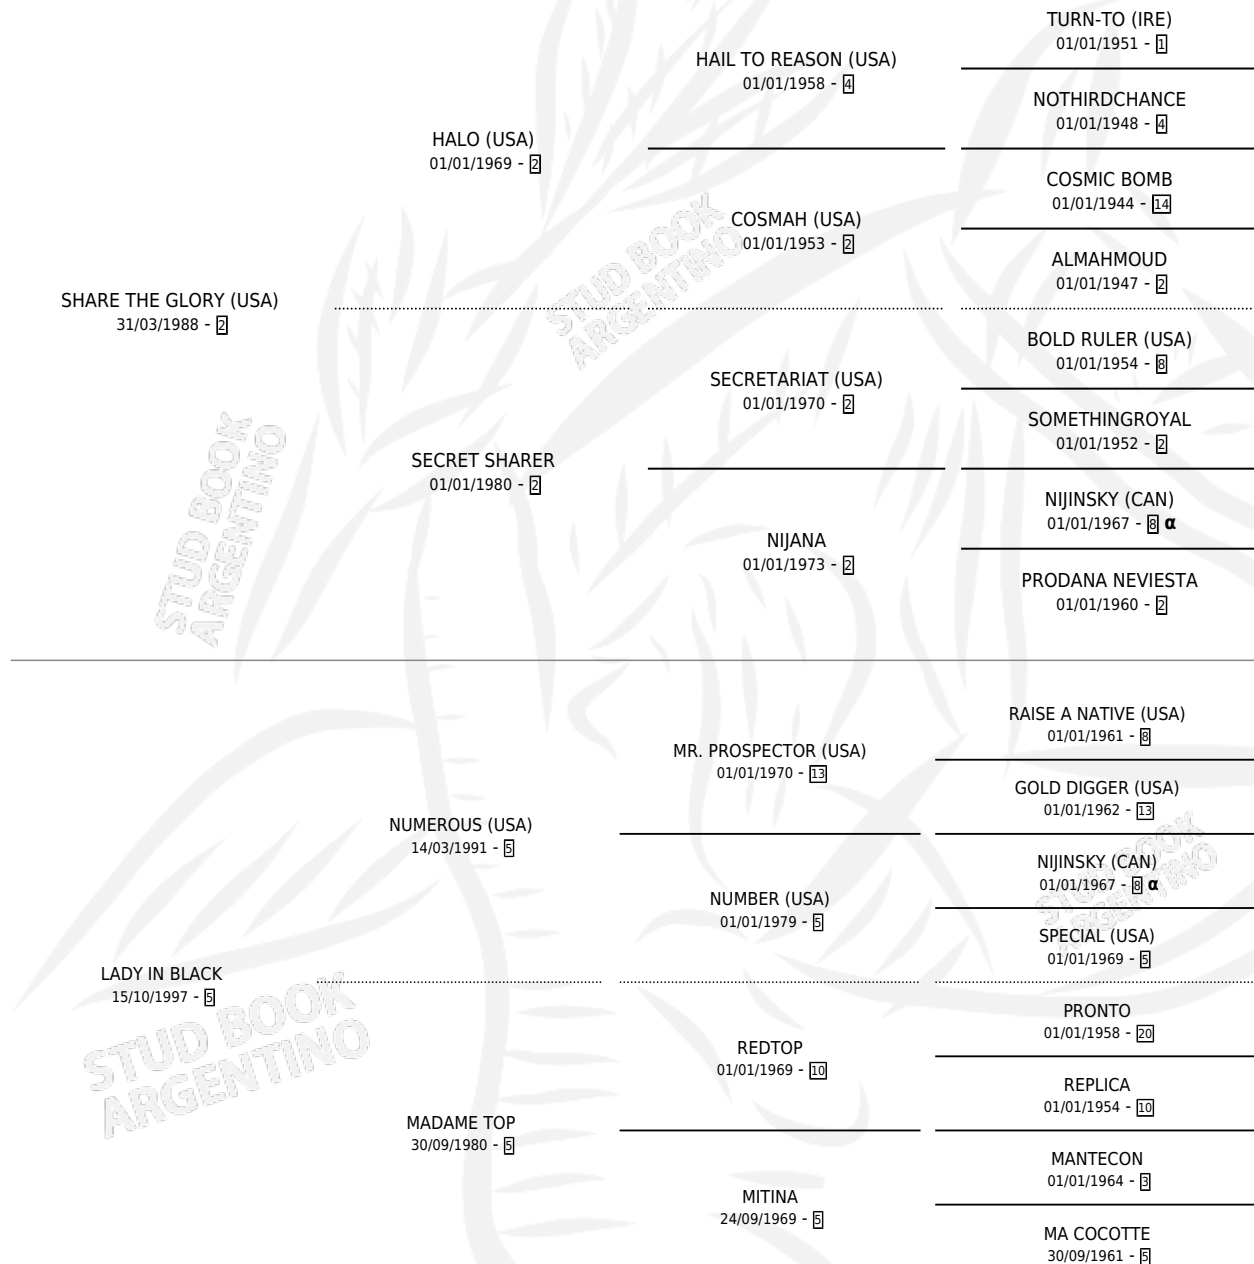 TURN-TO (IRE)
01/01/1951 - 1
HAIL TO REASON (USA)
01/01/1958 - 4
NOTHIRDCHANCE
01/01/1948 - 4
HALO (USA)
01/01/1969 - 2
COSMIC BOMB
01/01/1944 - 14
COSMAH (USA)
01/01/1953 - 2
ALMAHMOUD
01/01/1947 - 2
SHARE THE GLORY (USA)
31/03/1988 - 2
STUD BOOK
ARGENTINO
BOLD RULER (USA)
01/01/1954 - 8
SECRETARIAT (USA)
01/01/1970 - 2
SOMETHINGROYAL
01/01/1952 - 2
SECRET SHARER
01/01/1980 - 2
NIJINSKY (CAN)
01/01/1967 - 8 α
NIJANA
01/01/1973 - 2
PRODANA NEVIESTA
01/01/1960 - 2
STUD BOOK
ARGENTINO
RAISE A NATIVE (USA)
01/01/1961 - 8
MR. PROSPECTOR (USA)
01/01/1970 - 13
GOLD DIGGER (USA)
01/01/1962 - 13
NUMEROUS (USA)
14/03/1991 - 5
NIJINSKY (CAN)
01/01/1967 - 8 α
NUMBER (USA)
01/01/1979 - 5
STUD BOOK
ARGENTINO
SPECIAL (USA)
01/01/1969 - 5
LADY IN BLACK
15/10/1997 - 5
STUD BOOK
ARGENTINO
PRONTO
01/01/1958 - 20
REDTOP
01/01/1969 - 10
REPLICA
01/01/1954 - 10
MADAME TOP
30/09/1980 - 5
MANTECON
01/01/1964 - 3
MITINA
24/09/1969 - 5
MA COCOTTE
30/09/1961 - 5